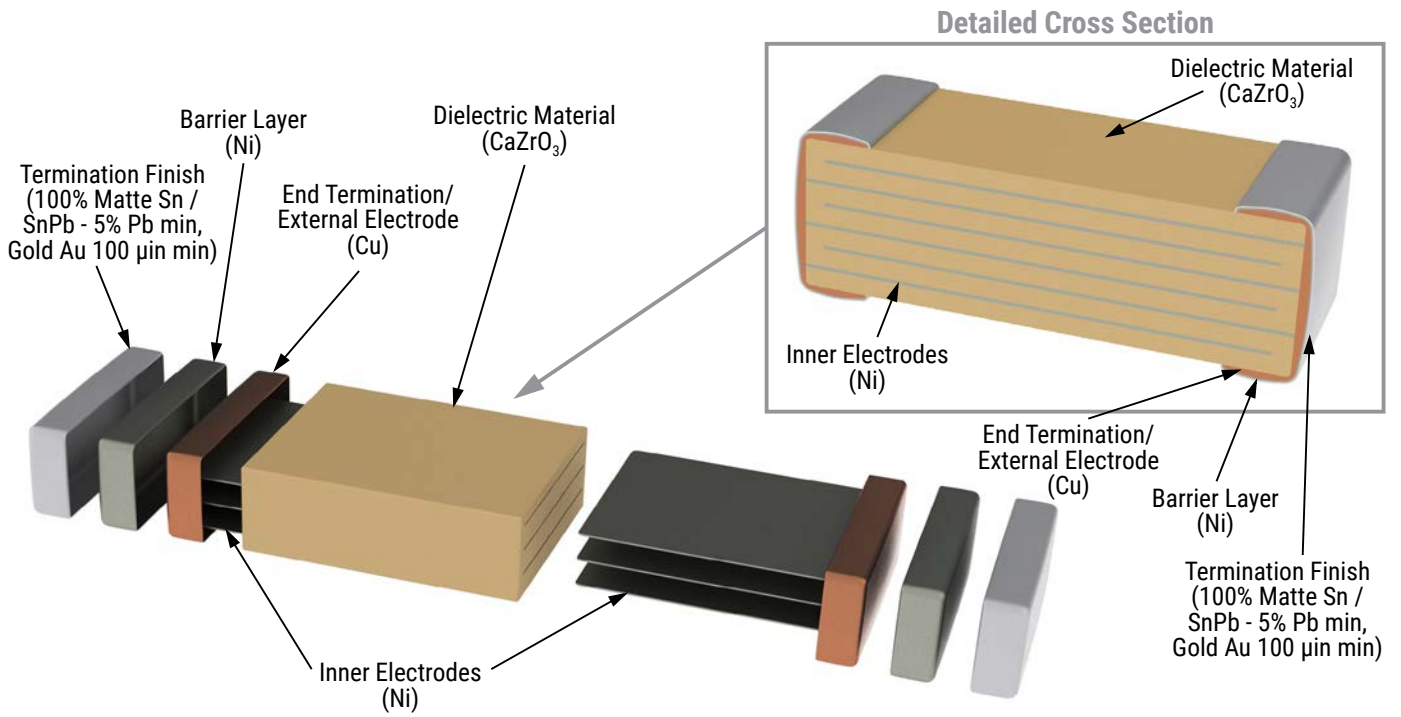 Detailed Cross Section
Dielectric Material
(CaZrO₃)
Barrier Layer
(Ni)
Dielectric Material
(CaZrO₃)
Termination Finish
(100% Matte Sn /
SnPb - 5% Pb min,
Gold Au 100 µin min)
End Termination/
External Electrode
(Cu)
Inner Electrodes
(Ni)
End Termination/
External Electrode
(Cu)
Barrier Layer
(Ni)
Termination Finish
(100% Matte Sn /
SnPb - 5% Pb min,
Gold Au 100 µin min)
Inner Electrodes
(Ni)